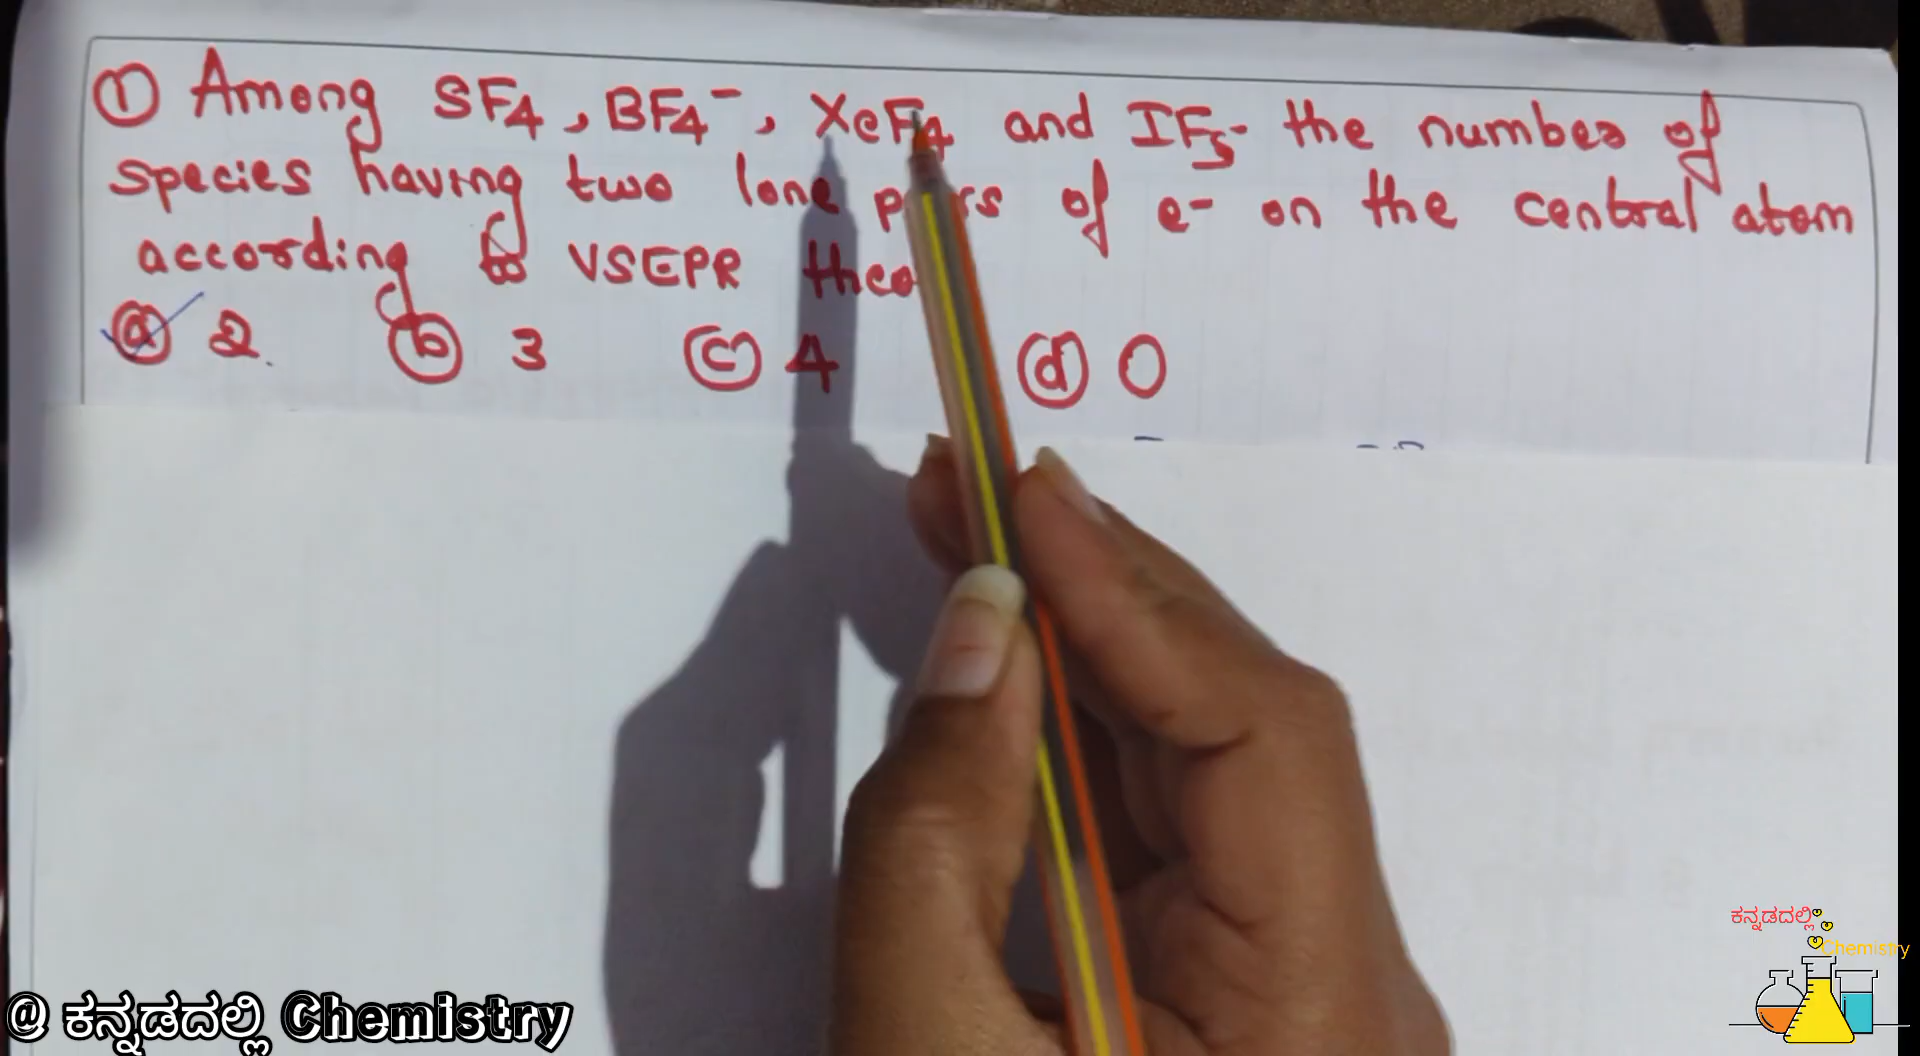 ① Among SF₄, BF₄⁻, XeF₄ and IF₅⁻ the number of
species having two lone pairs of e⁻ on the central atom
according to VSEPR theo
ⓐ 2 ⓑ 3 ⓒ 4 ⓓ 0
ಕನ್ನಡದಲ್ಲಿ
Chemistry
@ ಕನ್ನಡದಲ್ಲಿ Chemistry